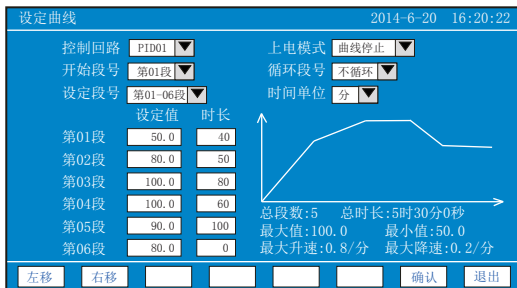 设定曲线 2014-6-20 16:20:22
控制回路 PID01 上电模式 曲线停止
开始段号 第01段 循环段号 不循环
设定段号 第01-06段 时间单位 分
设定值 时长
第01段 50.0 40
第02段 80.0 50
第03段 100.0 80
第04段 100.0 60
第05段 90.0 100
第06段 80.0 0
总段数:5 总时长:5时30分0秒
最大值:100.0 最小值:50.0
最大升速:0.8/分 最大降速:0.2/分
左移 右移 确认 退出